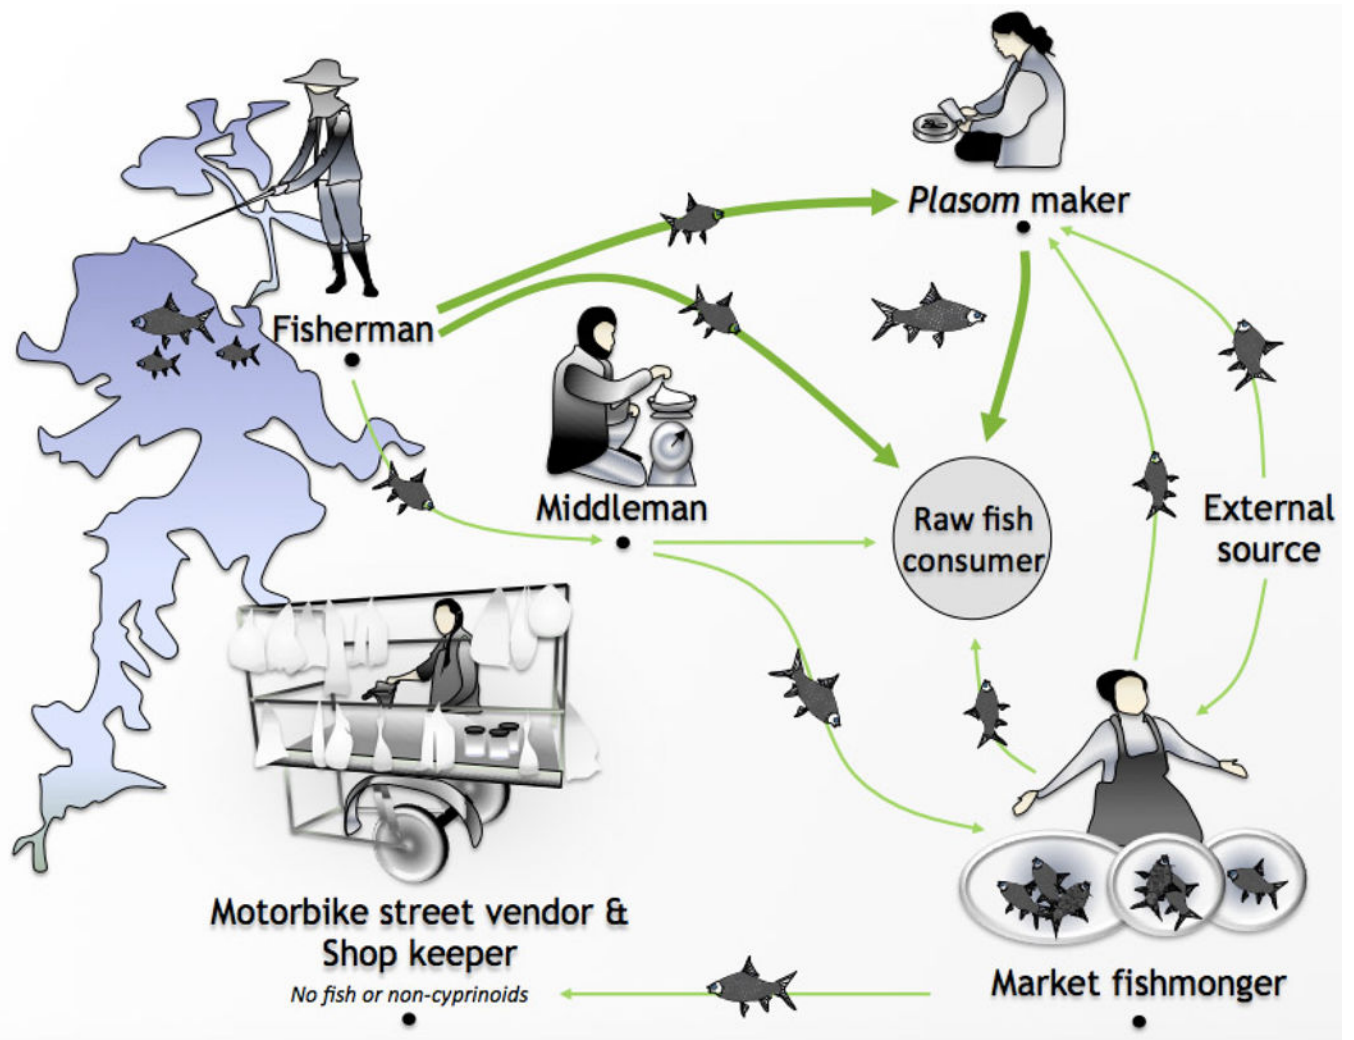 Plasom maker
Fisherman
Middleman
Raw fish
consumer
External
source
Motorbike street vendor &
Shop keeper
No fish or non-cyprinoids
Market fishmonger